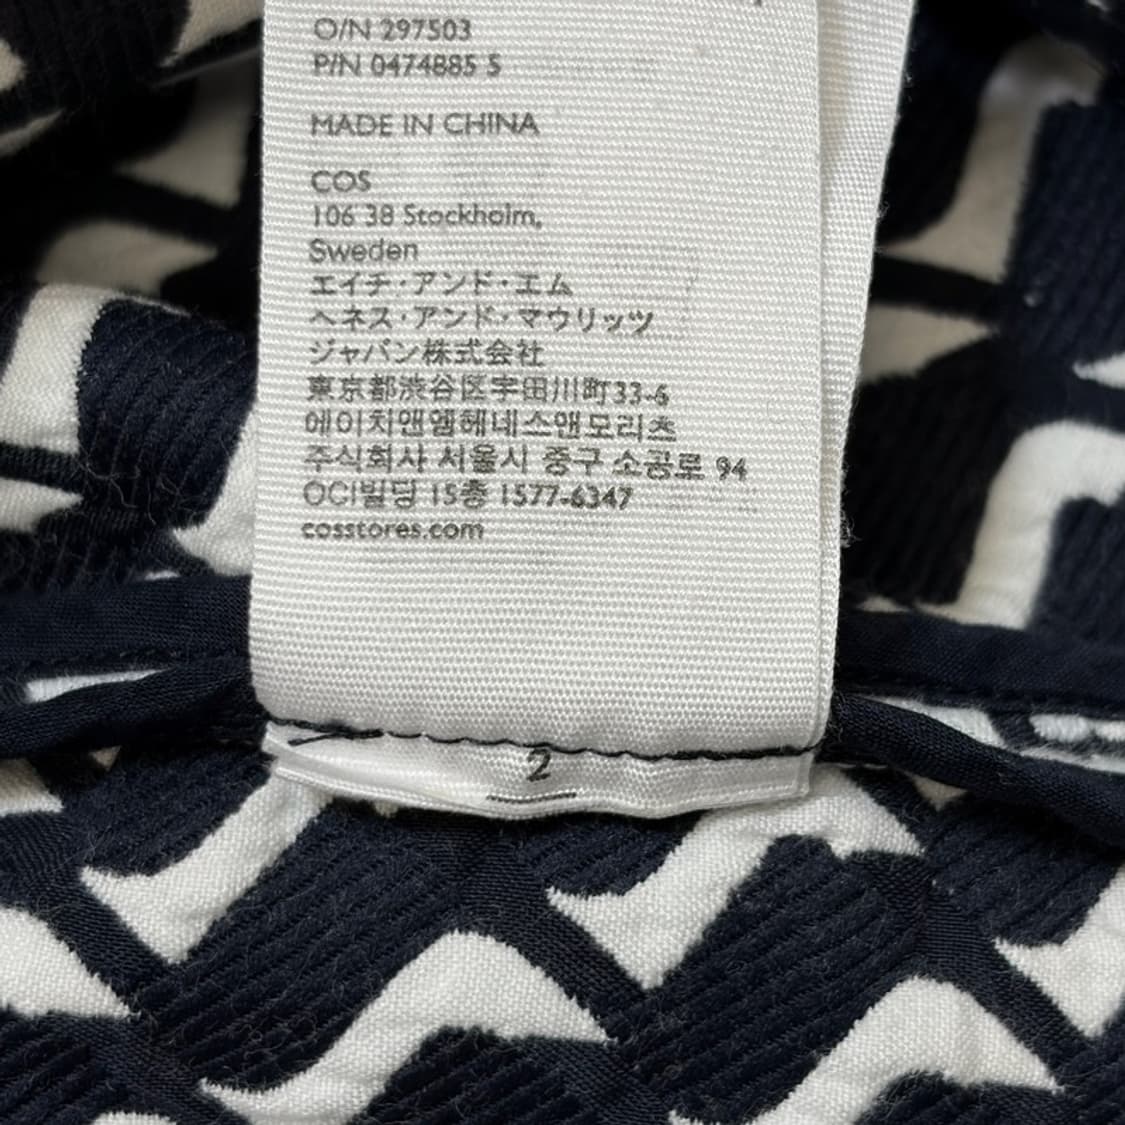 O/N 297503
P/N 0474885 5
MADE IN CHINA
COS
106 38 Stockholm,
Sweden
エイチ・アンド・エム
ヘネス・アンド・マウリッツ
ジャパン株式会社
東京都渋谷区宇田川町33-6
에이치앤엠헤네스앤모리츠
주식회사 서울시 중구 소공로 94
OCI빌딩 15층 1577-6347
cosstores.com
2